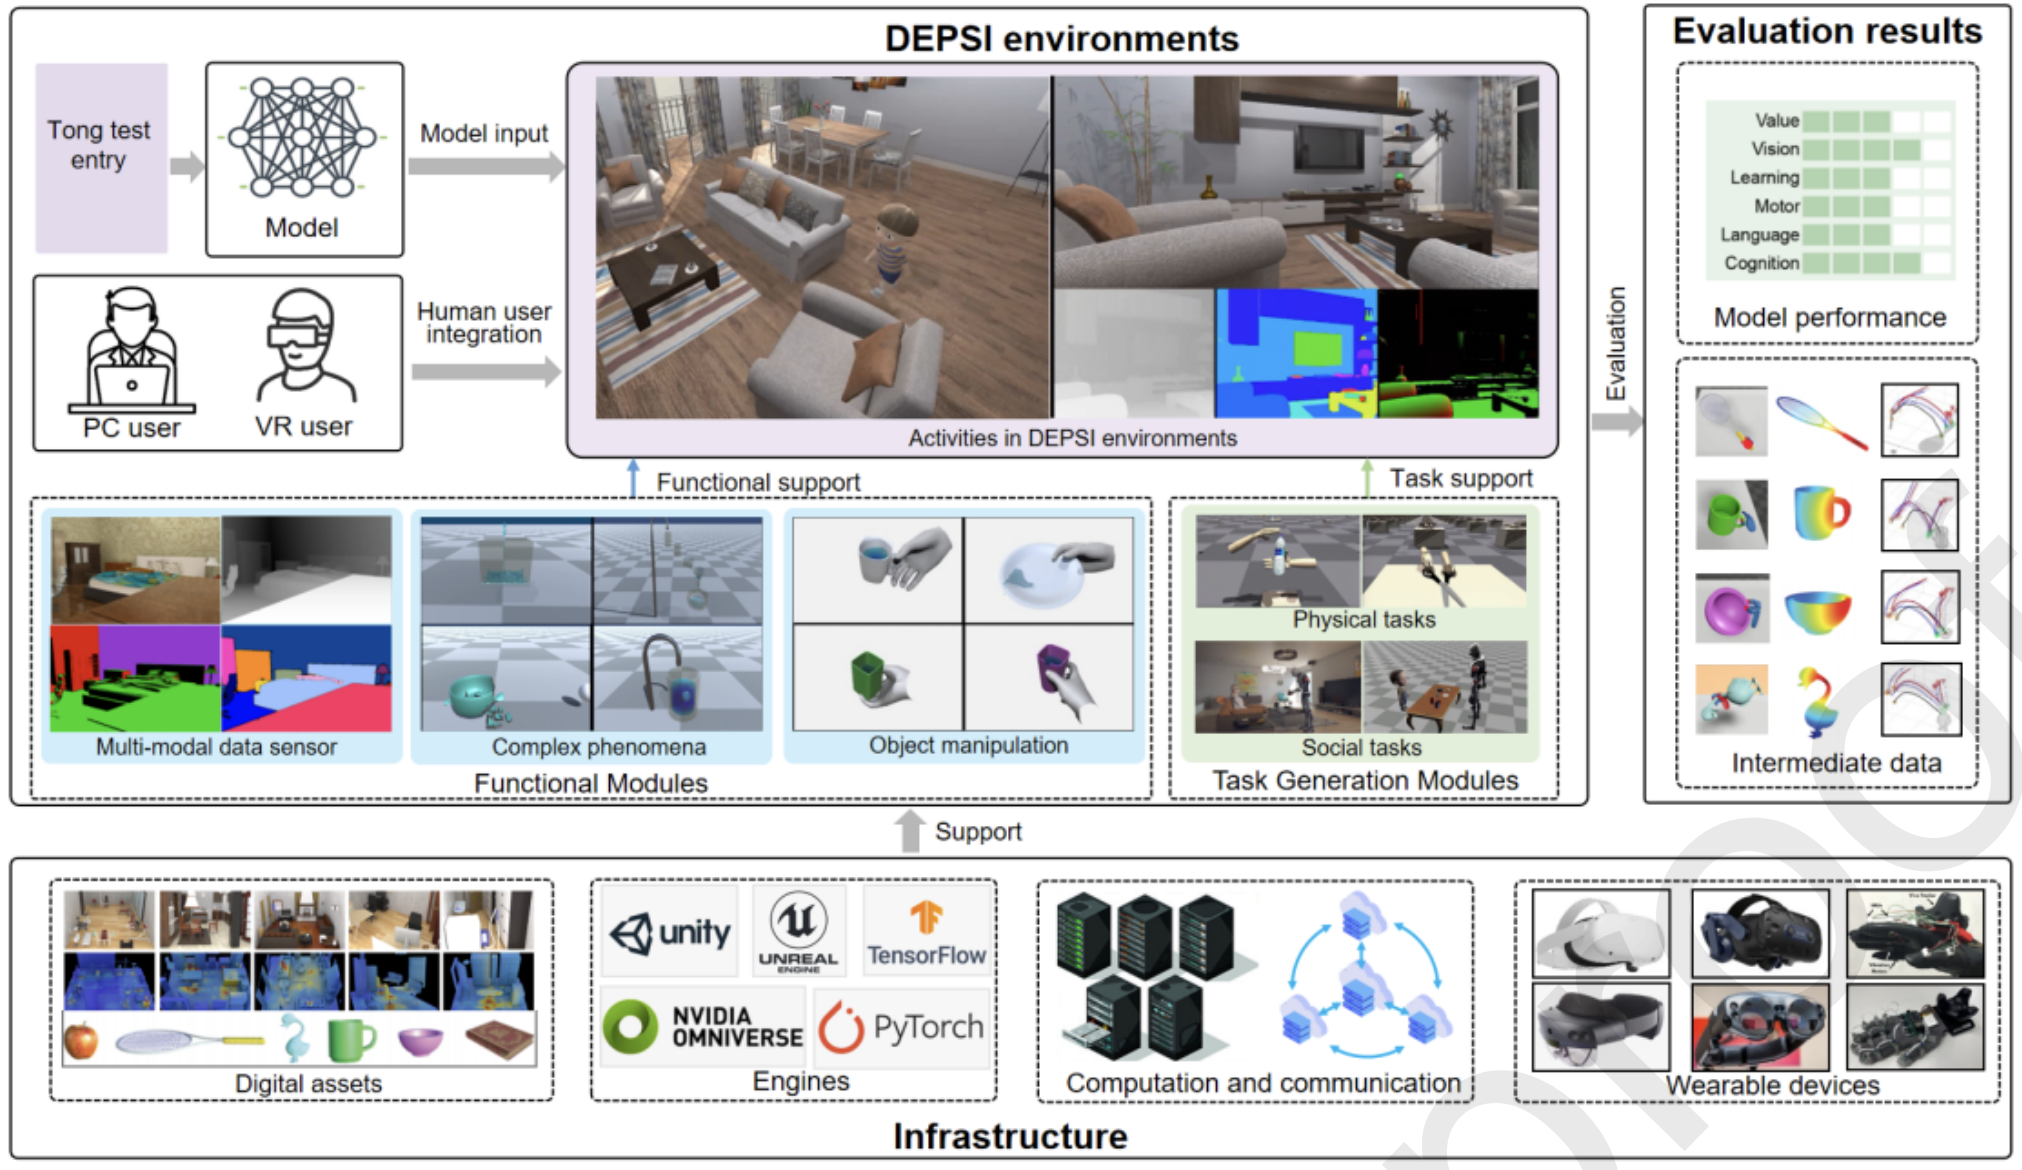 DEPSI environments
Tong test
entry
Model
Model input
PC user
VR user
Human user
integration
Activities in DEPSI environments
Functional support
Task support
Multi-modal data sensor
Complex phenomena
Object manipulation
Functional Modules
Physical tasks
Social tasks
Task Generation Modules
Evaluation
Evaluation results
Value
Vision
Learning
Motor
Language
Cognition
Model performance
Intermediate data
Support
Digital assets
unity
UNREAL
ENGINE
TensorFlow
NVIDIA
OMNIVERSE
PyTorch
Engines
Computation and communication
Wearable devices
Infrastructure